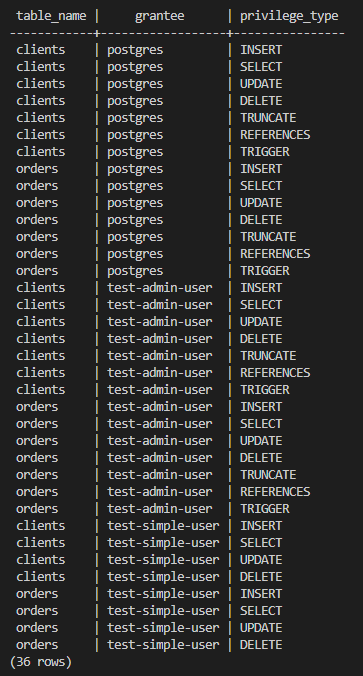 table_name |     grantee      | privilege_type
------------+------------------+----------------
 clients    | postgres         | INSERT
 clients    | postgres         | SELECT
 clients    | postgres         | UPDATE
 clients    | postgres         | DELETE
 clients    | postgres         | TRUNCATE
 clients    | postgres         | REFERENCES
 clients    | postgres         | TRIGGER
 orders     | postgres         | INSERT
 orders     | postgres         | SELECT
 orders     | postgres         | UPDATE
 orders     | postgres         | DELETE
 orders     | postgres         | TRUNCATE
 orders     | postgres         | REFERENCES
 orders     | postgres         | TRIGGER
 clients    | test-admin-user  | INSERT
 clients    | test-admin-user  | SELECT
 clients    | test-admin-user  | UPDATE
 clients    | test-admin-user  | DELETE
 clients    | test-admin-user  | TRUNCATE
 clients    | test-admin-user  | REFERENCES
 clients    | test-admin-user  | TRIGGER
 orders     | test-admin-user  | INSERT
 orders     | test-admin-user  | SELECT
 orders     | test-admin-user  | UPDATE
 orders     | test-admin-user  | DELETE
 orders     | test-admin-user  | TRUNCATE
 orders     | test-admin-user  | REFERENCES
 orders     | test-admin-user  | TRIGGER
 clients    | test-simple-user | INSERT
 clients    | test-simple-user | SELECT
 clients    | test-simple-user | UPDATE
 clients    | test-simple-user | DELETE
 orders     | test-simple-user | INSERT
 orders     | test-simple-user | SELECT
 orders     | test-simple-user | UPDATE
 orders     | test-simple-user | DELETE
(36 rows)